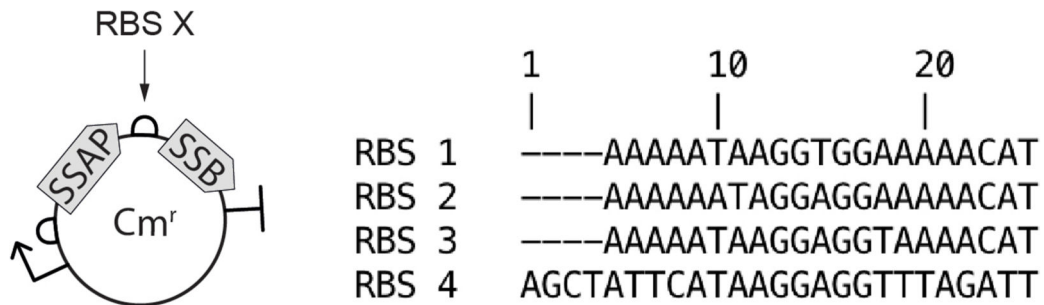 RBS X
SSAP
SSB
Cmʳ
1 10 20
RBS 1 ----AAAAATAAGGTGGAAAAACAT
RBS 2 ----AAAAAATAGGAGGAAAAACAT
RBS 3 ----AAAAATAAGGAGGTAAAACAT
RBS 4 AGCTATTCATAAGGAGGTTTAGATT